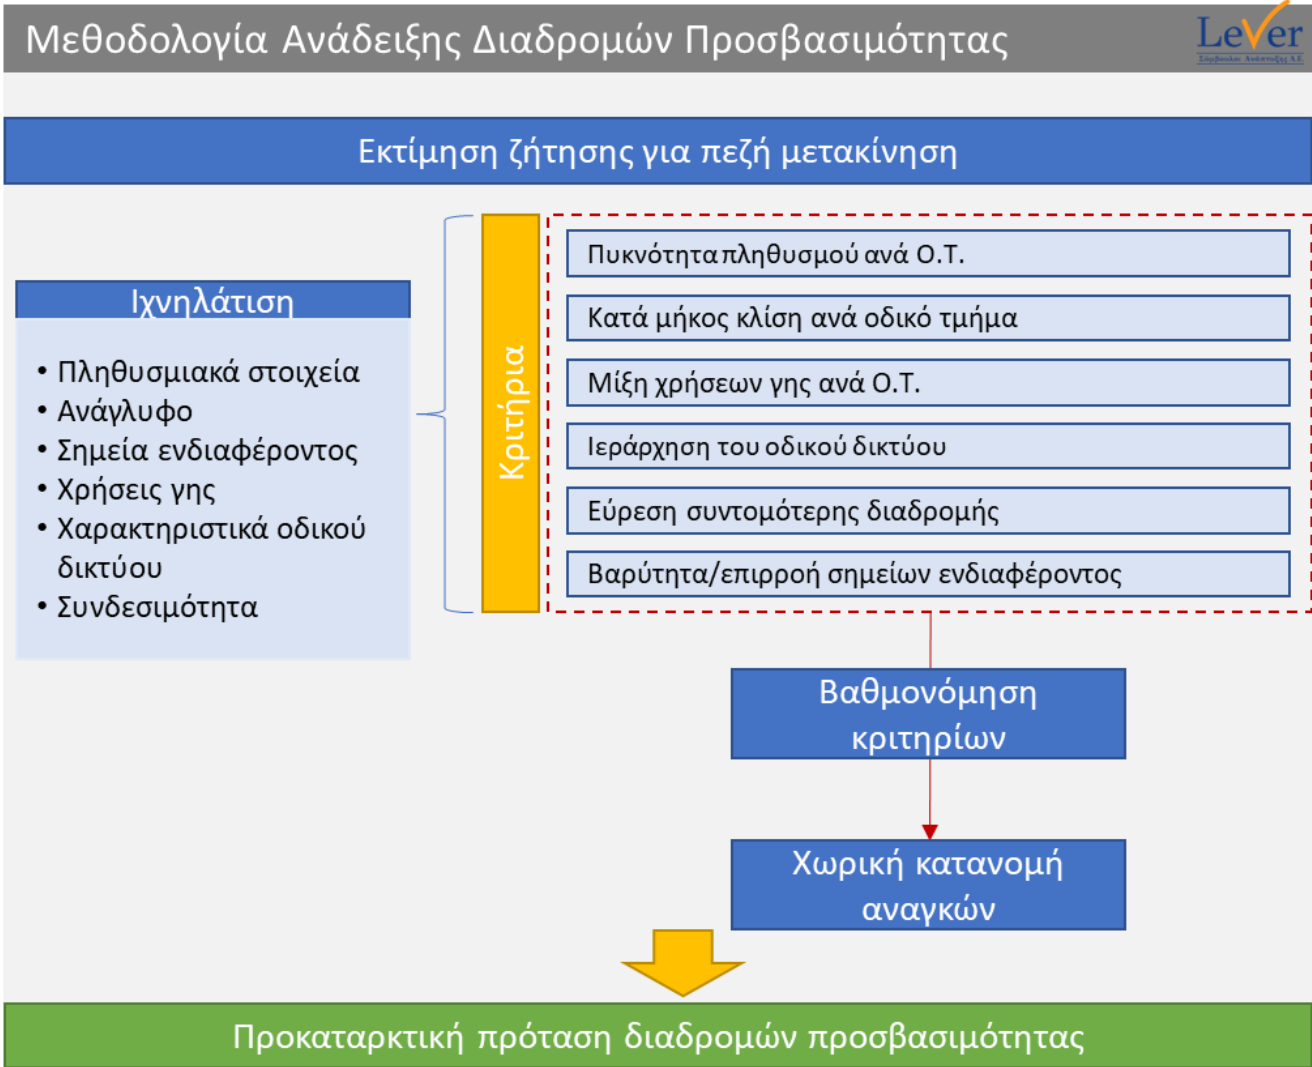 Μεθοδολογία Ανάδειξης Διαδρομών Προσβασιμότητας
LeVer
Σύμβουλοι Ανάπτυξης Α.Ε
Εκτίμηση ζήτησης για πεζή μετακίνηση
Ιχνηλάτιση
• Πληθυσμιακά στοιχεία
• Ανάγλυφο
• Σημεία ενδιαφέροντος
• Χρήσεις γης
• Χαρακτηριστικά οδικού
δικτύου
• Συνδεσιμότητα
Κριτήρια
Πυκνότητα πληθυσμού ανά Ο.Τ.
Κατά μήκος κλίση ανά οδικό τμήμα
Μίξη χρήσεων γης ανά Ο.Τ.
Ιεράρχηση του οδικού δικτύου
Εύρεση συντομότερης διαδρομής
Βαρύτητα/επιρροή σημείων ενδιαφέροντος
Βαθμονόμηση
κριτηρίων
Χωρική κατανομή
αναγκών
Προκαταρκτική πρόταση διαδρομών προσβασιμότητας